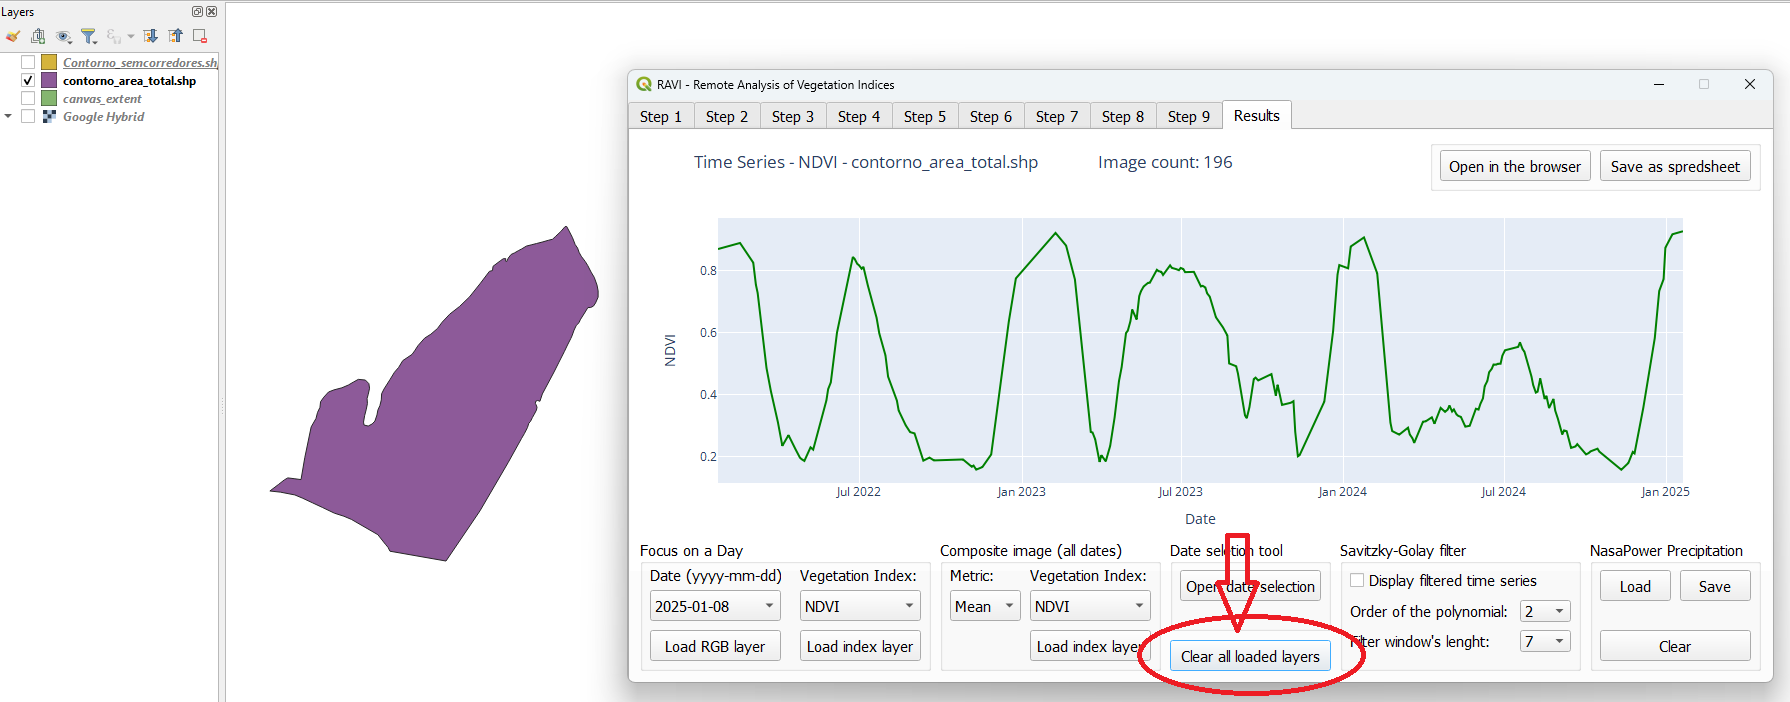 Layers
Contorno_semcorredores.sh
contorno_area_total.shp
canvas_extent
Google Hybrid
RAVI - Remote Analysis of Vegetation Indices
Step 1 Step 2 Step 3 Step 4 Step 5 Step 6 Step 7 Step 8 Step 9 Results
Time Series - NDVI - contorno_area_total.shp Image count: 196
Open in the browser Save as spredsheet
0.8
0.6
0.4
0.2
NDVI
Jul 2022 Jan 2023 Jul 2023 Jan 2024 Jul 2024 Jan 2025
Date
Focus on a Day Composite image (all dates) Date seletion tool Savitzky-Golay filter NasaPower Precipitation
Date (yyyy-mm-dd) Vegetation Index: Metric: Vegetation Index: Open date selection Display filtered time series Load Save
2025-01-08 NDVI Mean NDVI Order of the polynomial: 2
Load RGB layer Load index layer Load index layer Clear all loaded layers Filter window's lenght: 7 Clear